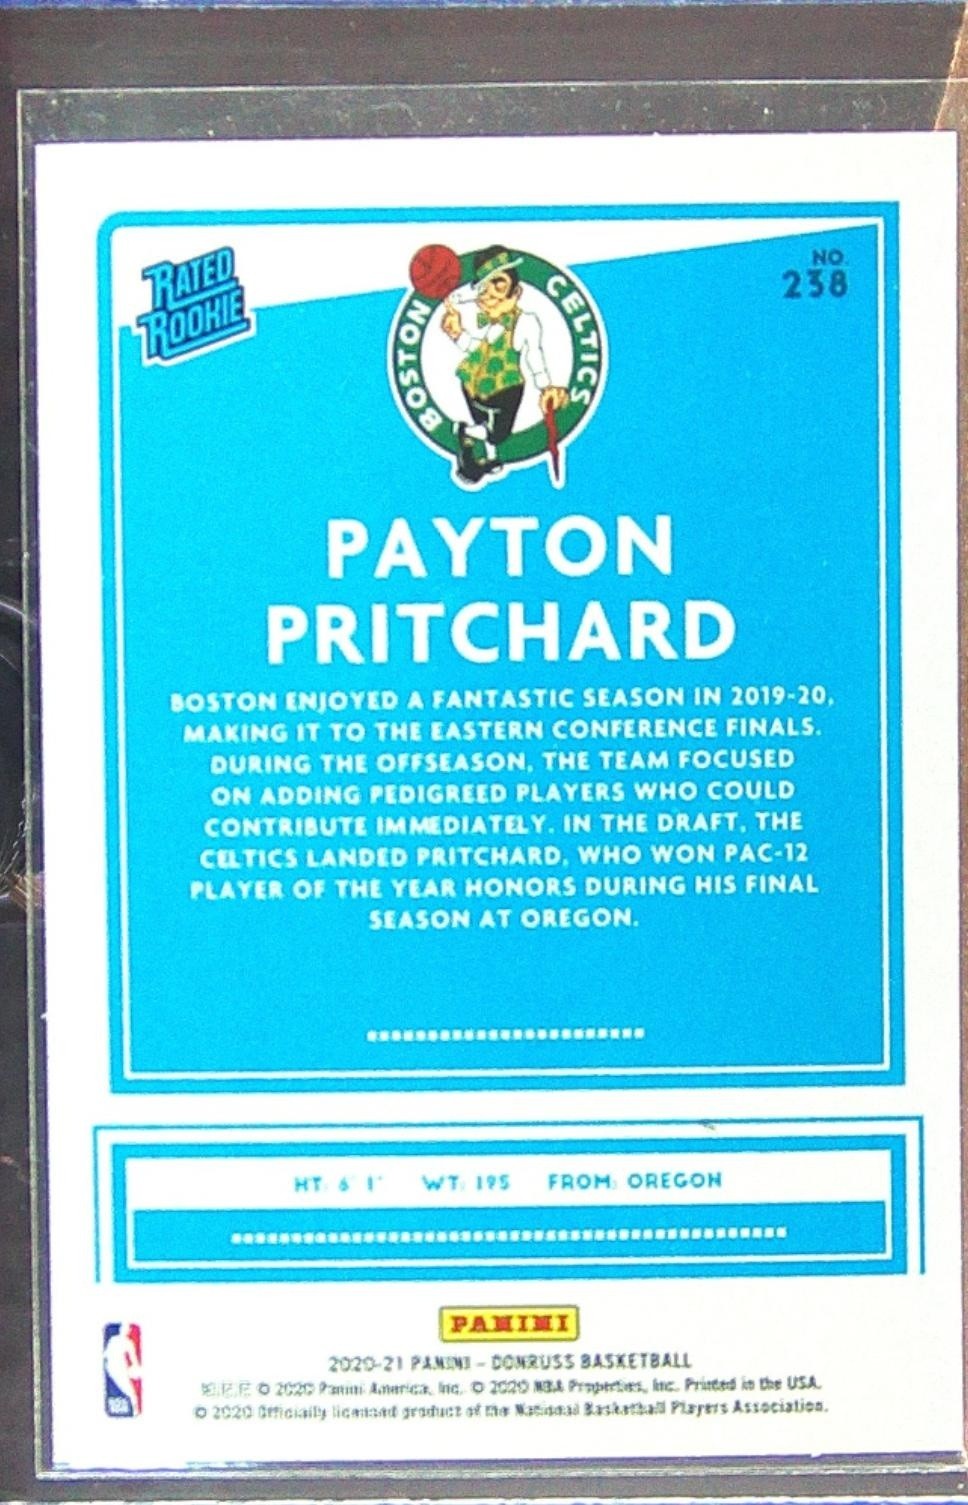 RATED
ROOKIE
BOSTON CELTICS
NO.
238
PAYTON
PRITCHARD
BOSTON ENJOYED A FANTASTIC SEASON IN 2019-20,
MAKING IT TO THE EASTERN CONFERENCE FINALS.
DURING THE OFFSEASON, THE TEAM FOCUSED
ON ADDING PEDIGREED PLAYERS WHO COULD
CONTRIBUTE IMMEDIATELY. IN THE DRAFT, THE
CELTICS LANDED PRITCHARD, WHO WON PAC-12
PLAYER OF THE YEAR HONORS DURING HIS FINAL
SEASON AT OREGON.
HT: 6' 1" WT: 195 FROM: OREGON
PANINI
2020-21 PANINI – DONRUSS BASKETBALL
© 2020 Panini America, Inc. © 2020 NBA Properties, Inc. Printed in the USA.
© 2020 Officially licensed product of the National Basketball Players Association.
NBA